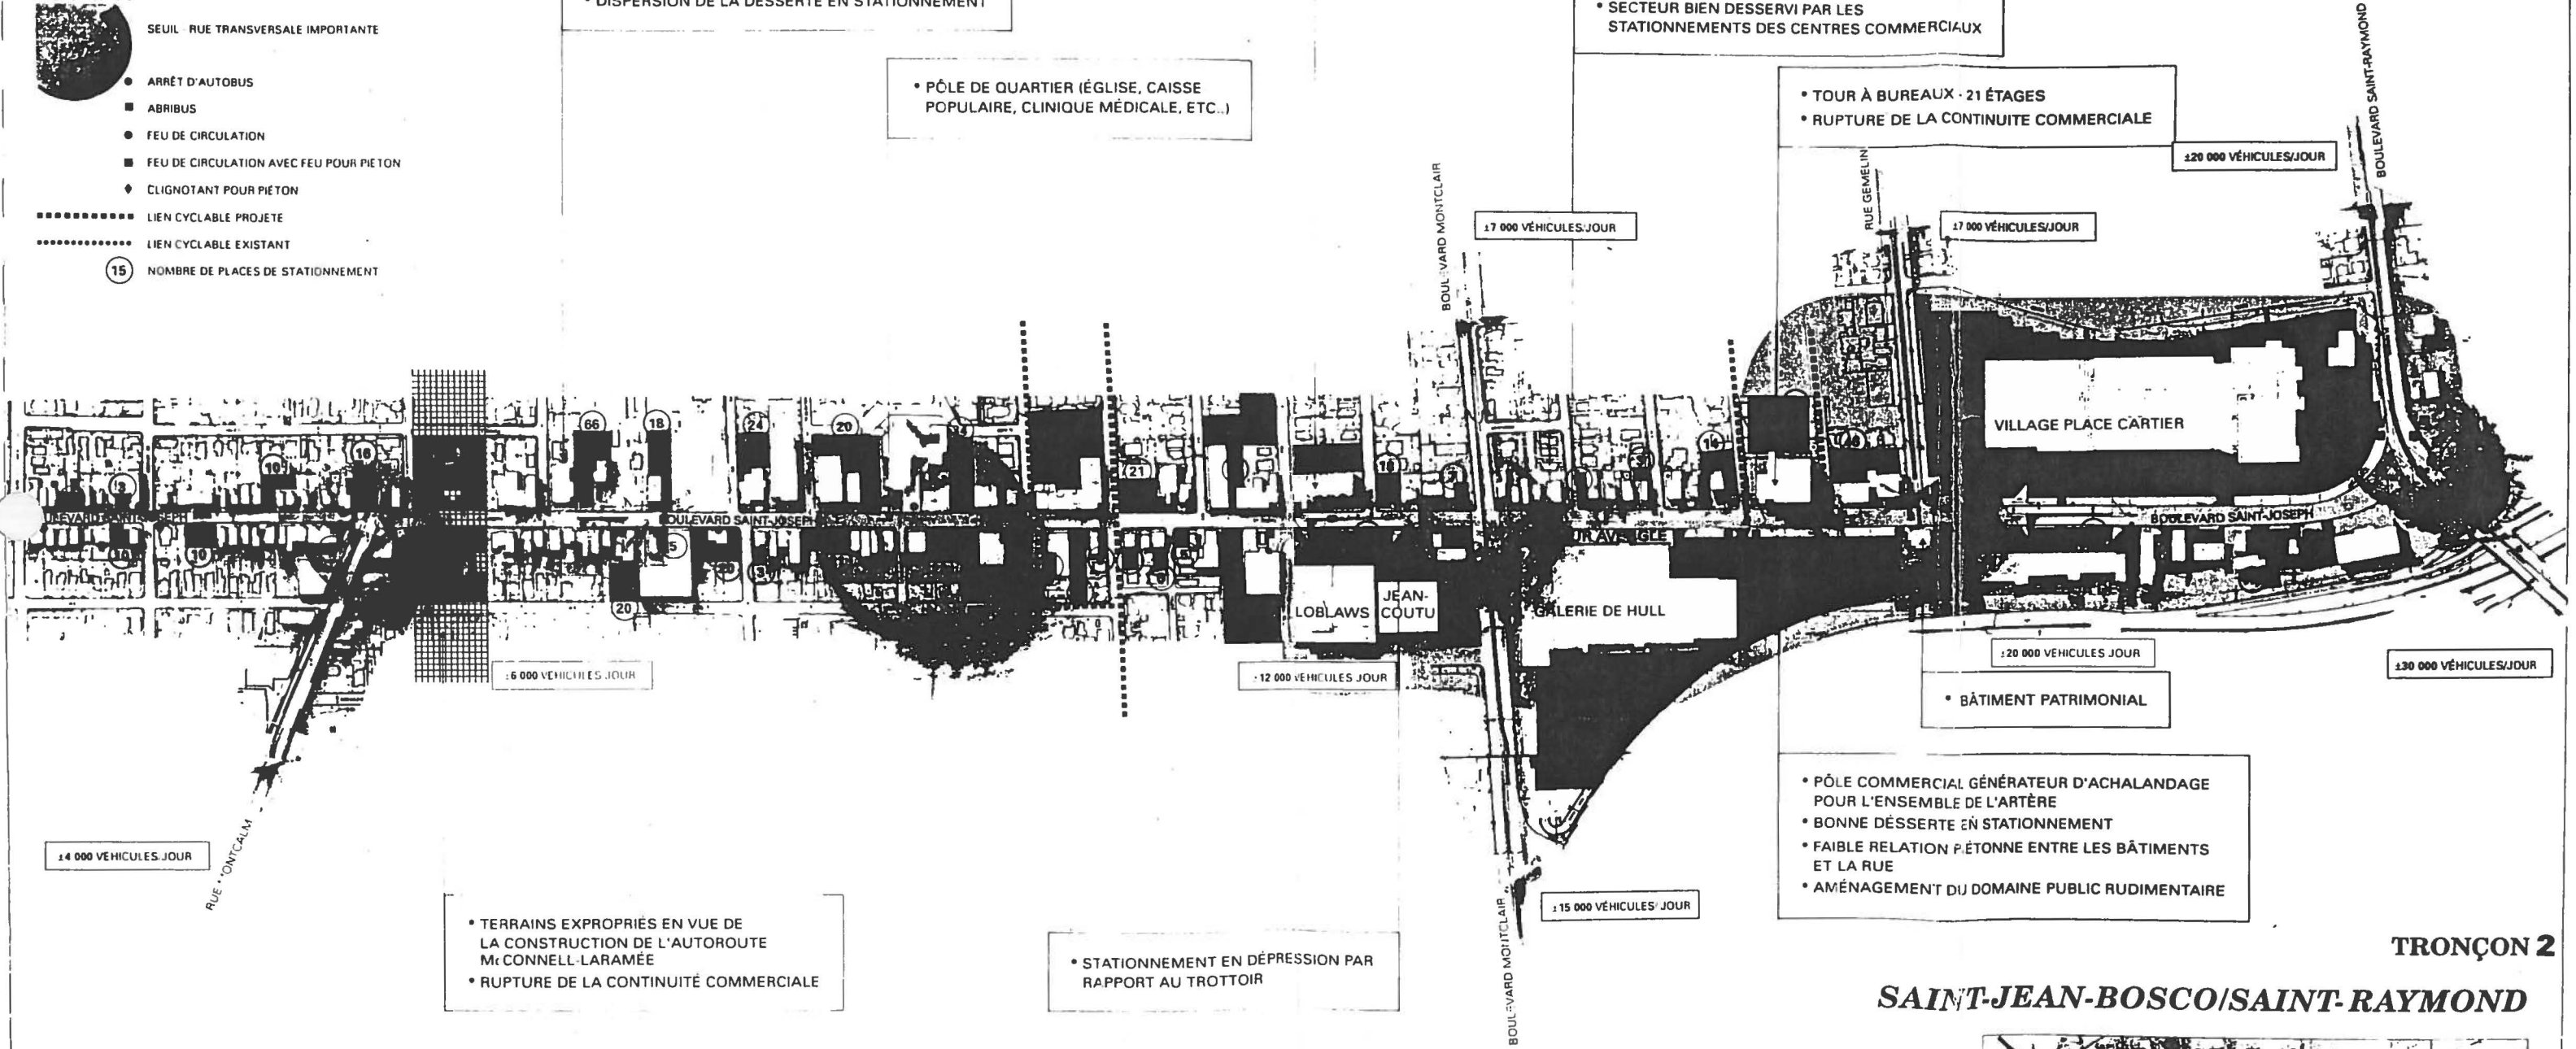 • DISPERSION DE LA DESSERTE EN STATIONNEMENT
• SECTEUR BIEN DESSERVI PAR LES
STATIONNEMENTS DES CENTRES COMMERCIAUX
SEUIL - RUE TRANSVERSALE IMPORTANTE
ARRÊT D'AUTOBUS
ABRIBUS
FEU DE CIRCULATION
FEU DE CIRCULATION AVEC FEU POUR PIÉTON
CLIGNOTANT POUR PIÉTON
LIEN CYCLABLE PROJETÉ
LIEN CYCLABLE EXISTANT
15 NOMBRE DE PLACES DE STATIONNEMENT
• PÔLE DE QUARTIER (ÉGLISE, CAISSE
POPULAIRE, CLINIQUE MÉDICALE, ETC..)
• TOUR À BUREAUX - 21 ÉTAGES
• RUPTURE DE LA CONTINUITE COMMERCIALE
±20 000 VÉHICULES/JOUR
BOULEVARD SAINT-RAYMOND
BOULEVARD MONTCLAIR
±7 000 VÉHICULES/JOUR
RUE GEMELIN
±7 000 VÉHICULES/JOUR
66
18
24
20
10
16
21
14
VILLAGE PLACE CARTIER
BOULEVARD SAINT-JOSEPH
BOULEVARD SAINT-JOSEPH
10
5
20
LOBLAWS
JEAN-
COUTU
GALERIE DE HULL
±6 000 VÉHICULES JOUR
±12 000 VÉHICULES JOUR
±20 000 VÉHICULES JOUR
±30 000 VÉHICULES/JOUR
• BÂTIMENT PATRIMONIAL
±4 000 VÉHICULES JOUR
RUE MONTCALM
• PÔLE COMMERCIAL GÉNÉRATEUR D'ACHALANDAGE
POUR L'ENSEMBLE DE L'ARTÈRE
• BONNE DÉSSERTE EN STATIONNEMENT
• FAIBLE RELATION PIÉTONNE ENTRE LES BÂTIMENTS
ET LA RUE
• AMÉNAGEMENT DU DOMAINE PUBLIC RUDIMENTAIRE
±15 000 VÉHICULES/JOUR
BOULEVARD MONTCLAIR
• TERRAINS EXPROPRIÉS EN VUE DE
LA CONSTRUCTION DE L'AUTOROUTE
McCONNELL-LARAMÉE
• RUPTURE DE LA CONTINUITÉ COMMERCIALE
• STATIONNEMENT EN DÉPRESSION PAR
RAPPORT AU TROTTOIR
TRONÇON 2
SAINT-JEAN-BOSCO/SAINT-RAYMOND